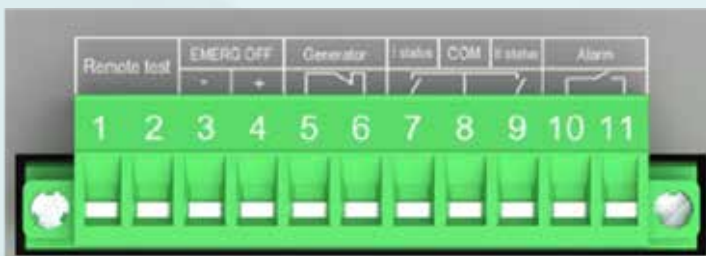 Remote test EMERG OFF Generator I status COM II status Alarm
- +
1 2 3 4 5 6 7 8 9 10 11